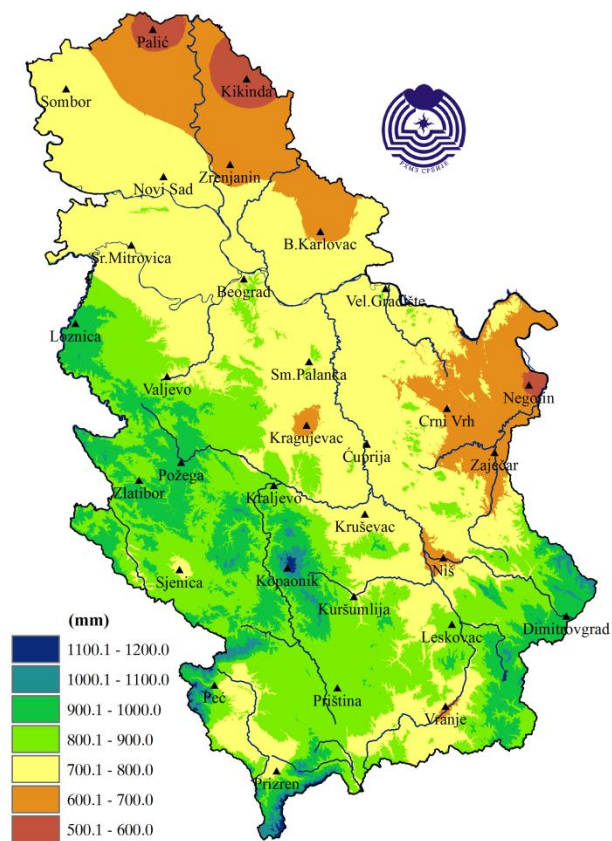 Palić
Kikinda
Sombor
Zrenjanin
Novi Sad
РХМЗ СРБИЈЕ
B.Karlovac
Sr.Mitrovica
Beograd
Vel.Gradište
Loznica
Sm.Palanka
Valjevo
Negotin
Crni Vrh
Kragujevac
Ćuprija
Zaječar
Požega
Zlatibor
Kraljevo
Kruševac
Niš
Sjenica
Kopaonik
Kuršumlija
Dimitrovgrad
Leskovac
(mm)
1100.1 - 1200.0
1000.1 - 1100.0
900.1 - 1000.0
800.1 - 900.0
700.1 - 800.0
600.1 - 700.0
500.1 - 600.0
Peć
Priština
Vranje
Prizren